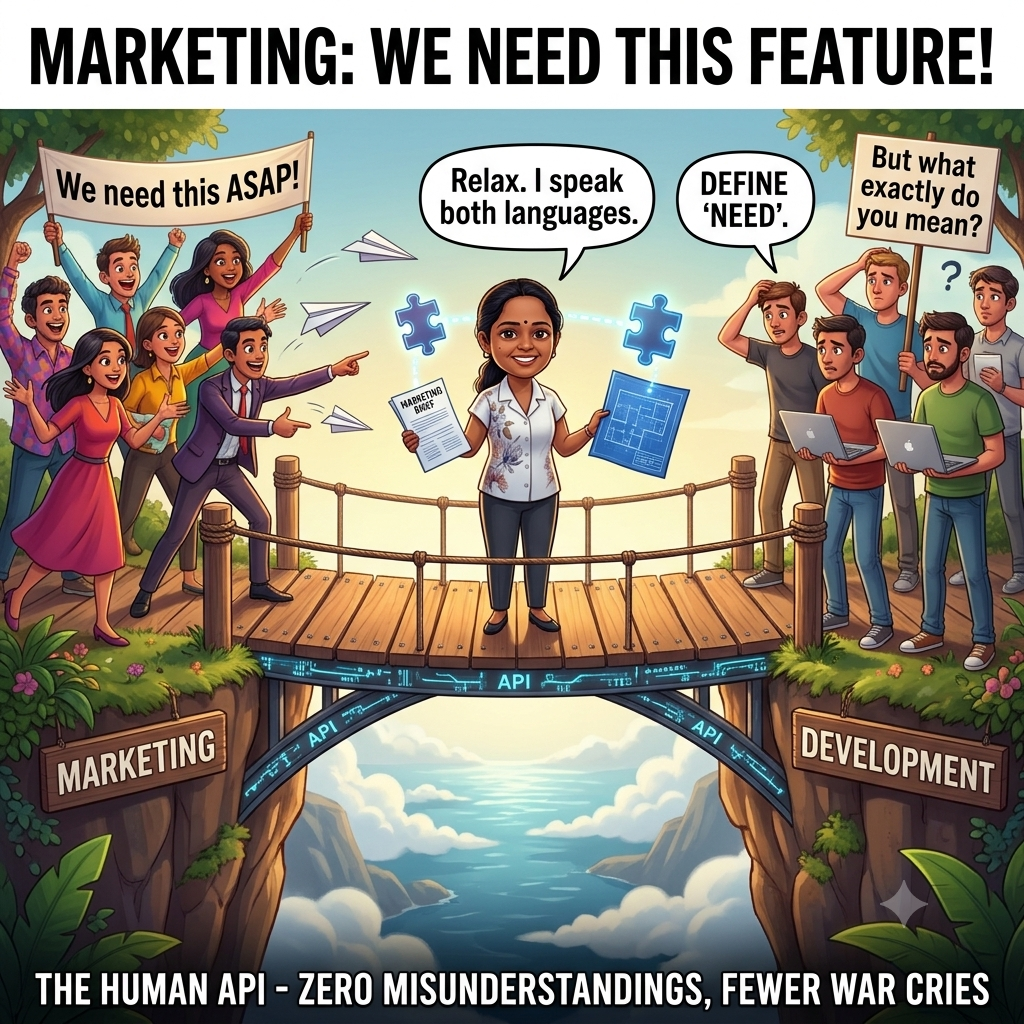 MARKETING: WE NEED THIS FEATURE!
We need this ASAP!
Relax. I speak
both languages.
DEFINE
‘NEED’.
But what
exactly do
you mean?
?
MARKETING
API
API
API
MARKETING
DEVELOPMENT
THE HUMAN API - ZERO MISUNDERSTANDINGS, FEWER WAR CRIES